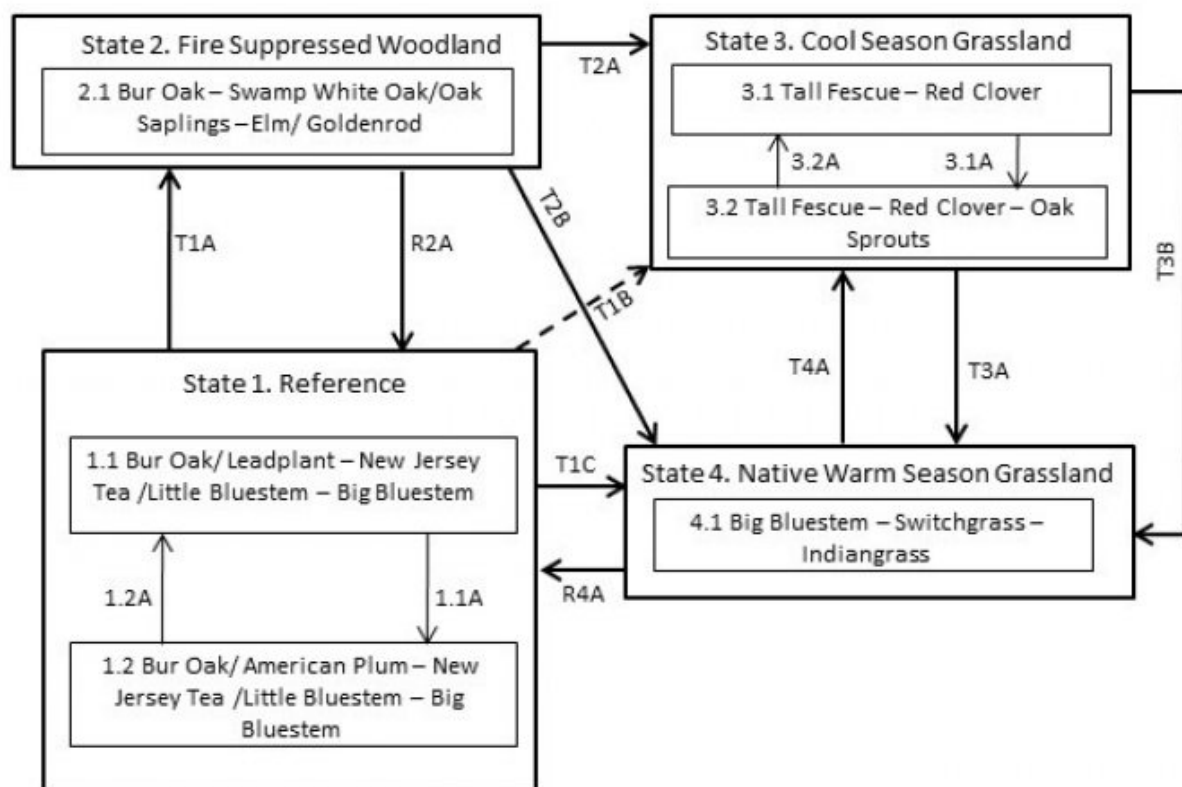 State 2. Fire Suppressed Woodland
2.1 Bur Oak – Swamp White Oak/Oak
Saplings – Elm/ Goldenrod
T2A
State 3. Cool Season Grassland
3.1 Tall Fescue – Red Clover
3.2A
3.1A
3.2 Tall Fescue – Red Clover – Oak
Sprouts
T3B
T1A
R2A
T2B
T1B
T4A
T3A
State 1. Reference
1.1 Bur Oak/ Leadplant – New Jersey
Tea /Little Bluestem – Big Bluestem
1.2A
1.1A
1.2 Bur Oak/ American Plum – New
Jersey Tea /Little Bluestem – Big
Bluestem
T1C
R4A
State 4. Native Warm Season Grassland
4.1 Big Bluestem – Switchgrass –
Indiangrass